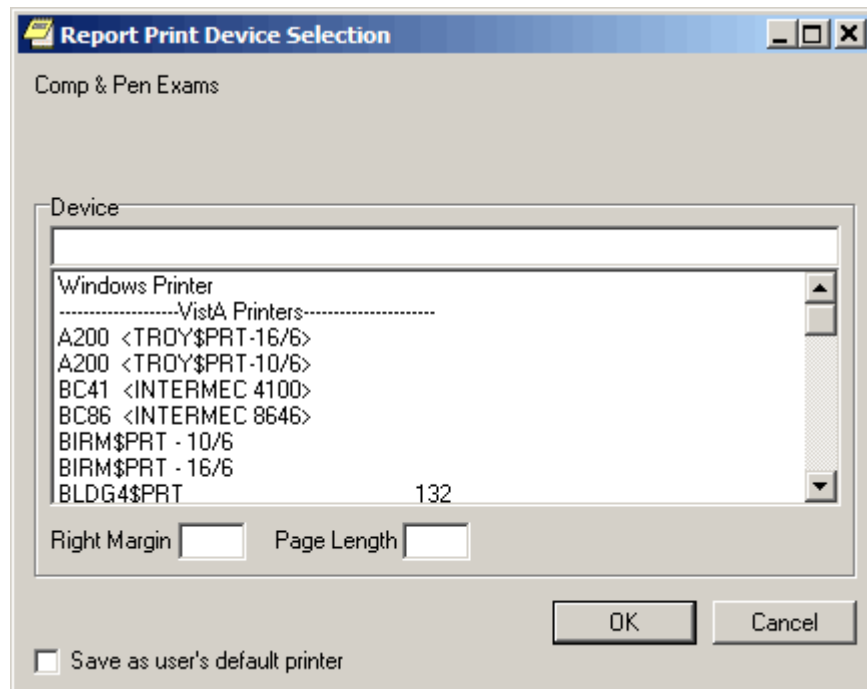 Report Print Device Selection
Comp & Pen Exams
Device
Windows Printer
-------------------VistA Printers---------------------
A200 <TROY$PRT-16/6>
A200 <TROY$PRT-10/6>
BC41 <INTERMEC 4100>
BC86 <INTERMEC 8646>
BIRM$PRT - 10/6
BIRM$PRT - 16/6
BLDG4$PRT 132
Right Margin Page Length
OK Cancel
Save as user's default printer